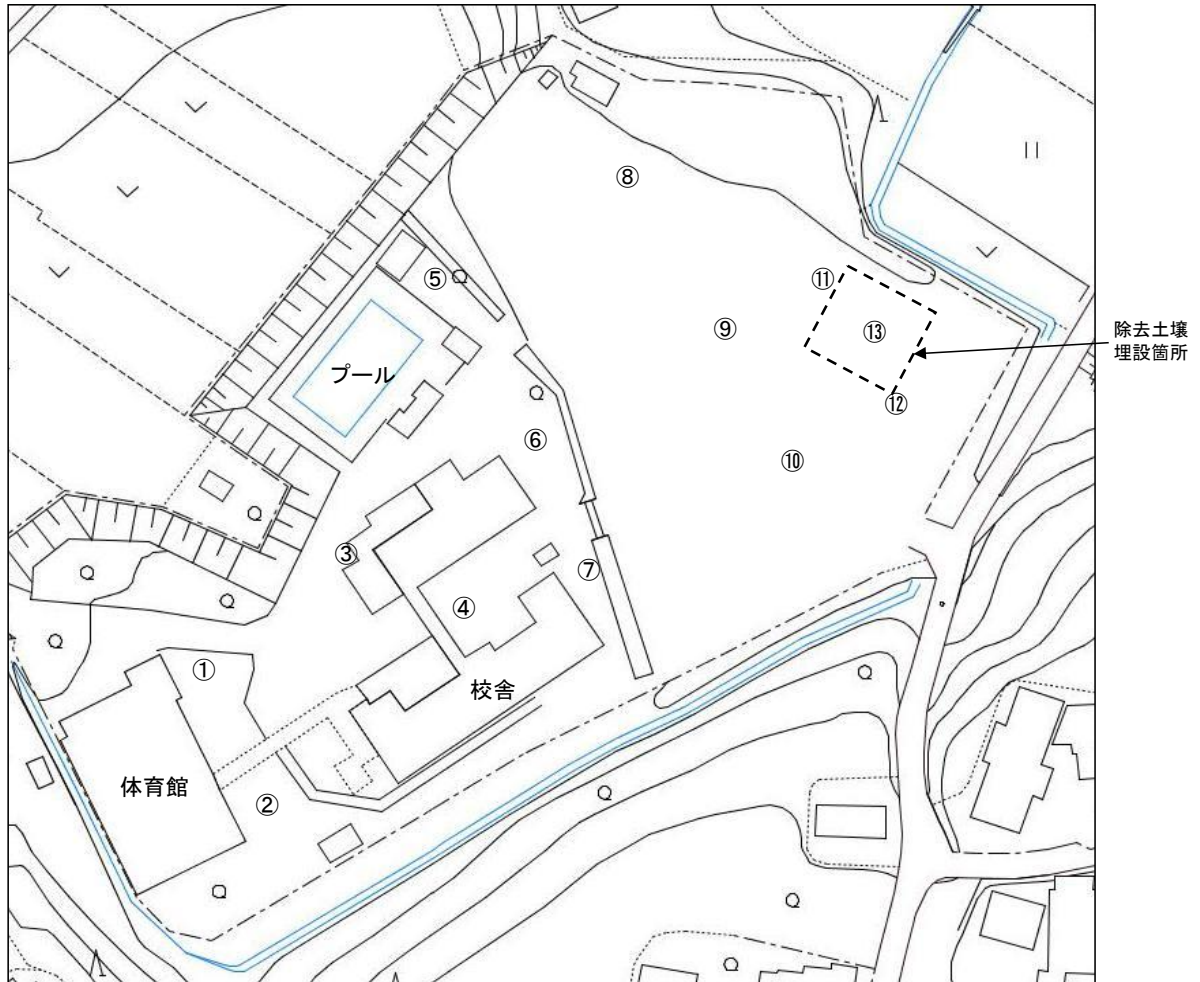 ⑧
⑤
⑪
⑨
⑬
除去土壌
埋設箇所
プール
⑫
⑥
⑩
③
⑦
④
①
校舎
体育館
②